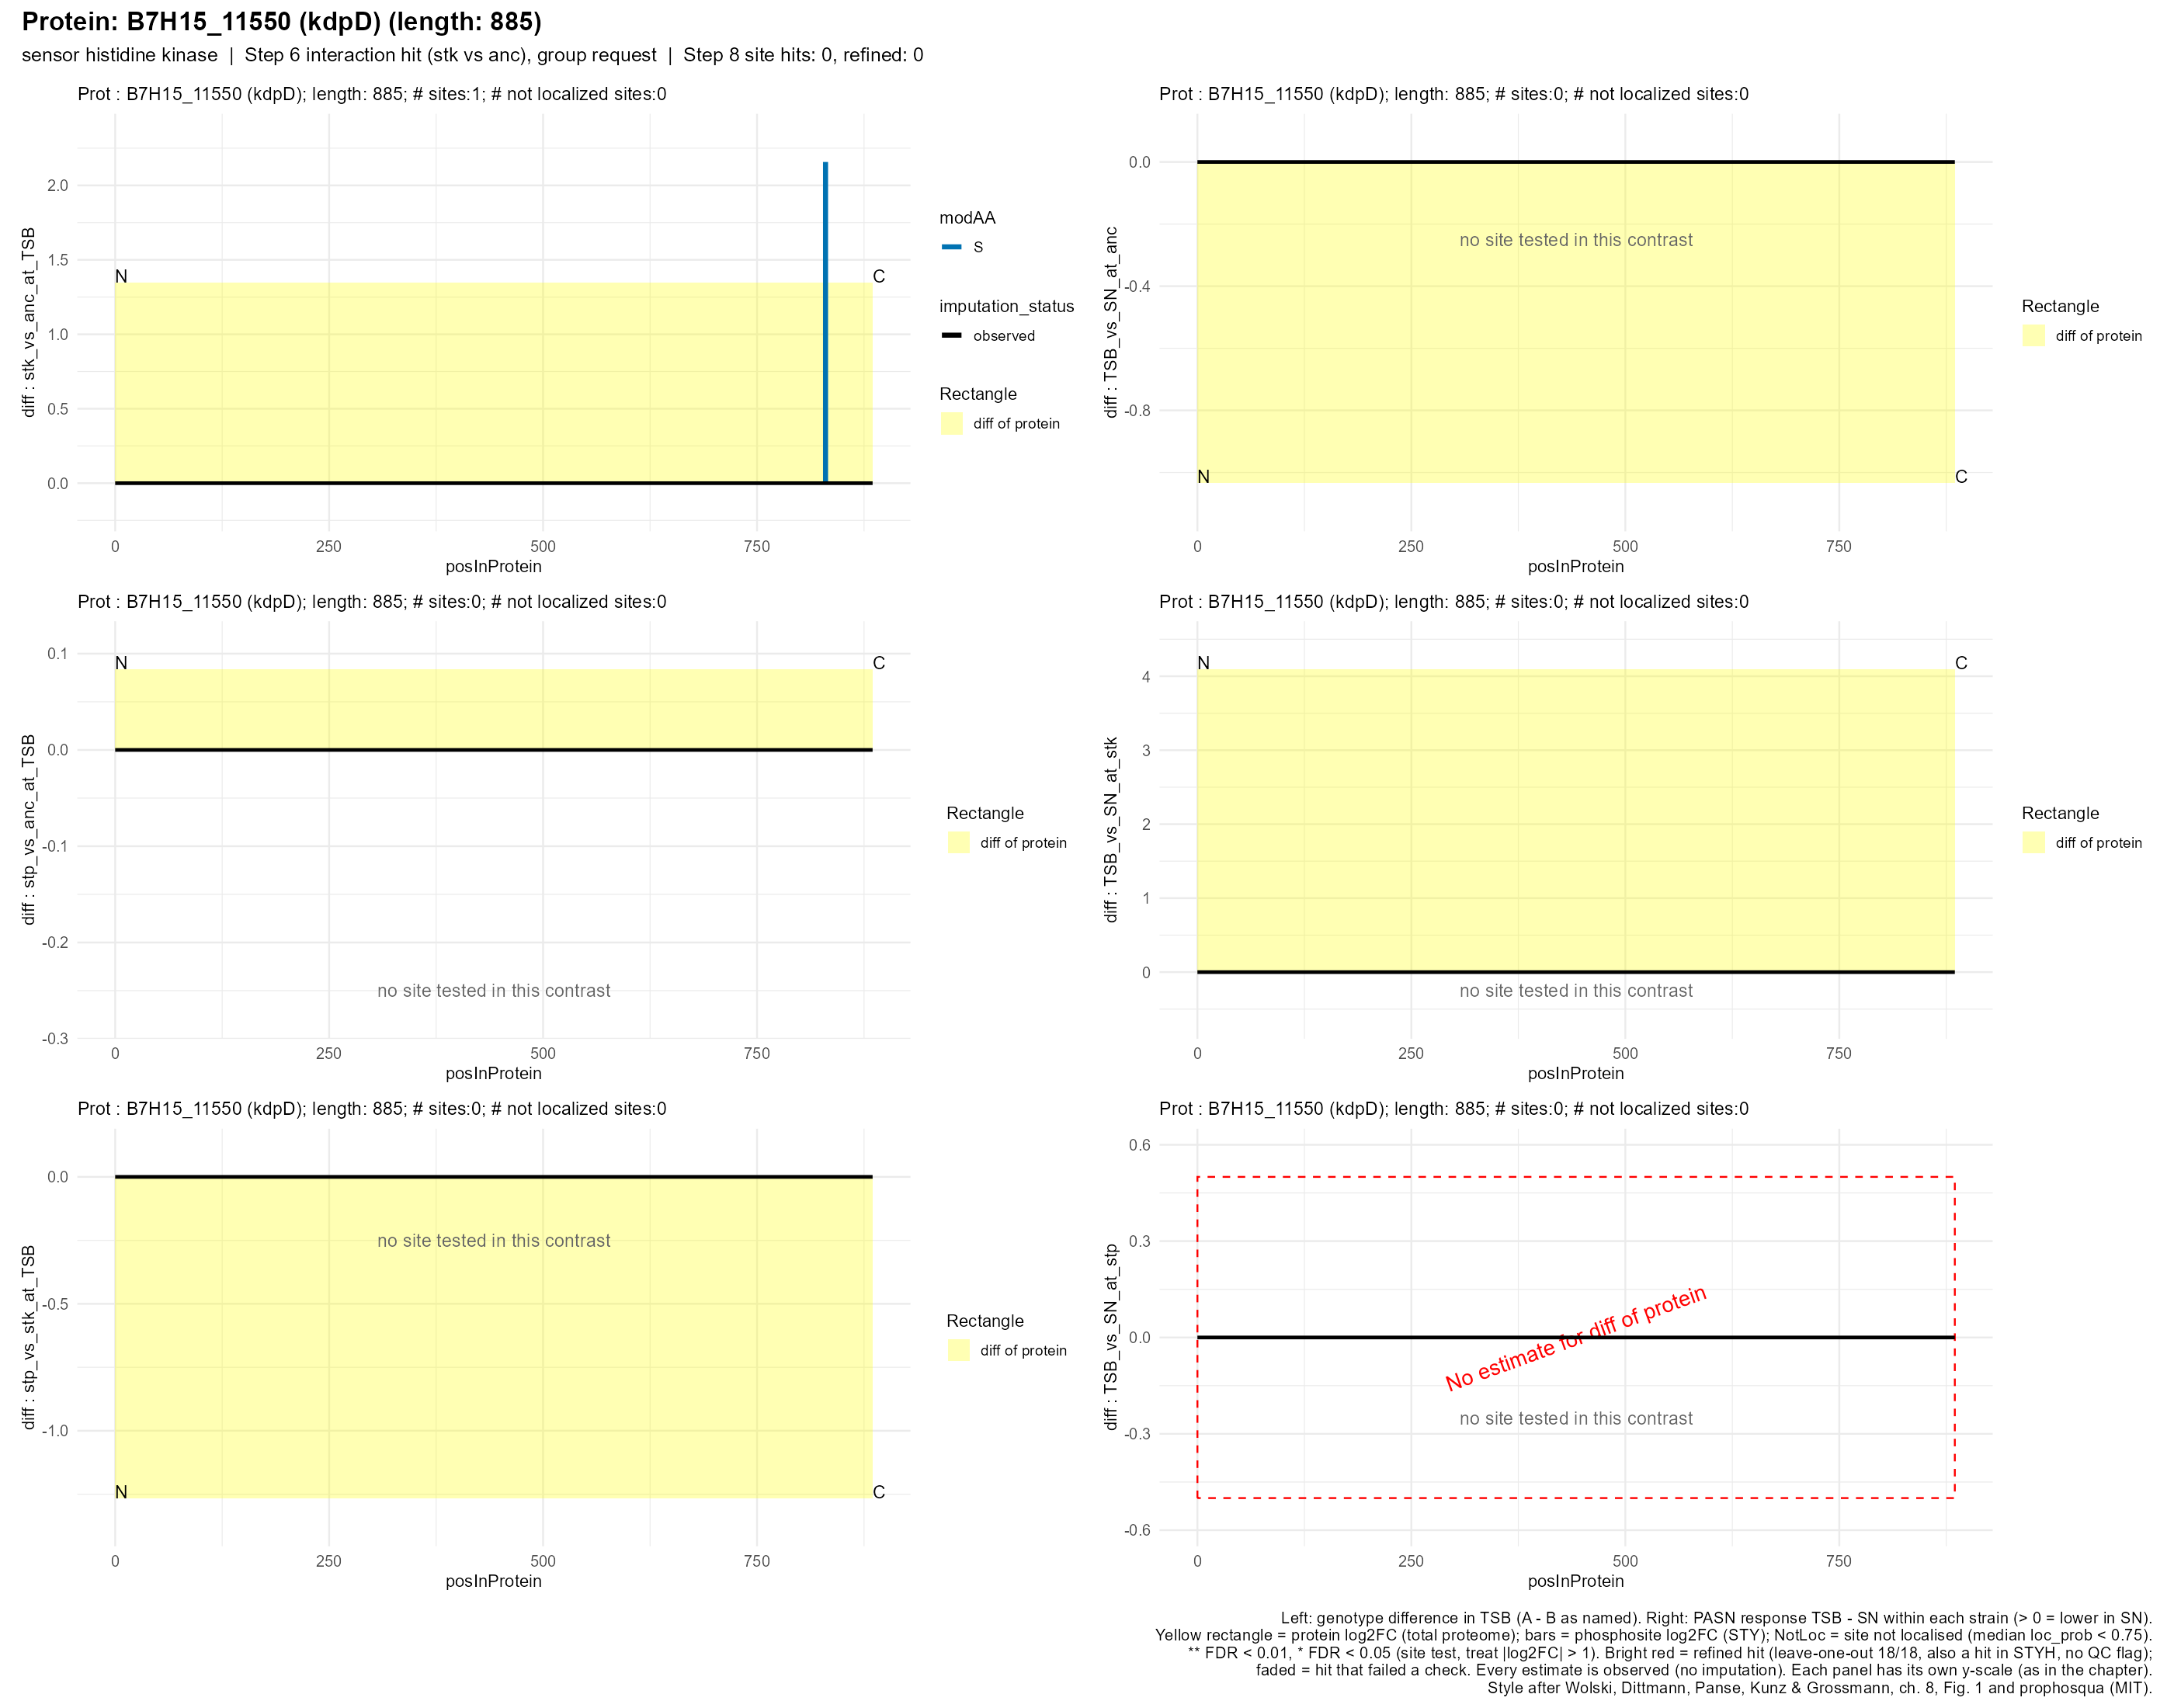 Protein: B7H15_11550 (kdpD) (length: 885)
sensor histidine kinase  |  Step 6 interaction hit (stk vs anc), group request  |  Step 8 site hits: 0, refined: 0
Prot : B7H15_11550 (kdpD); length: 885; # sites:1; # not localized sites:0
diff : stk_vs_anc_at_TSB
2.0
1.5
1.0
0.5
0.0
N
C
0
250
500
750
posInProtein
modAA
S
imputation_status
observed
Rectangle
diff of protein
Prot : B7H15_11550 (kdpD); length: 885; # sites:0; # not localized sites:0
diff : TSB_vs_SN_at_anc
0.0
-0.4
-0.8
no site tested in this contrast
N
C
0
250
500
750
posInProtein
Rectangle
diff of protein
Prot : B7H15_11550 (kdpD); length: 885; # sites:0; # not localized sites:0
diff : stp_vs_anc_at_TSB
0.1
0.0
-0.1
-0.2
-0.3
N
C
no site tested in this contrast
0
250
500
750
posInProtein
Rectangle
diff of protein
Prot : B7H15_11550 (kdpD); length: 885; # sites:0; # not localized sites:0
diff : TSB_vs_SN_at_stk
4
3
2
1
0
N
C
no site tested in this contrast
0
250
500
750
posInProtein
Rectangle
diff of protein
Prot : B7H15_11550 (kdpD); length: 885; # sites:0; # not localized sites:0
diff : stp_vs_stk_at_TSB
0.0
-0.5
-1.0
no site tested in this contrast
N
C
0
250
500
750
posInProtein
Rectangle
diff of protein
Prot : B7H15_11550 (kdpD); length: 885; # sites:0; # not localized sites:0
diff : TSB_vs_SN_at_stp
0.6
0.3
0.0
-0.3
-0.6
No estimate for diff of protein
no site tested in this contrast
0
250
500
750
posInProtein
Left: genotype difference in TSB (A - B as named). Right: PASN response TSB - SN within each strain (> 0 = lower in SN).
Yellow rectangle = protein log2FC (total proteome); bars = phosphosite log2FC (STY); NotLoc = site not localised (median loc_prob < 0.75).
** FDR < 0.01, * FDR < 0.05 (site test, treat |log2FC| > 1). Bright red = refined hit (leave-one-out 18/18, also a hit in STYH, no QC flag);
faded = hit that failed a check. Every estimate is observed (no imputation). Each panel has its own y-scale (as in the chapter).
Style after Wolski, Dittmann, Panse, Kunz & Grossmann, ch. 8, Fig. 1 and prophosqua (MIT).